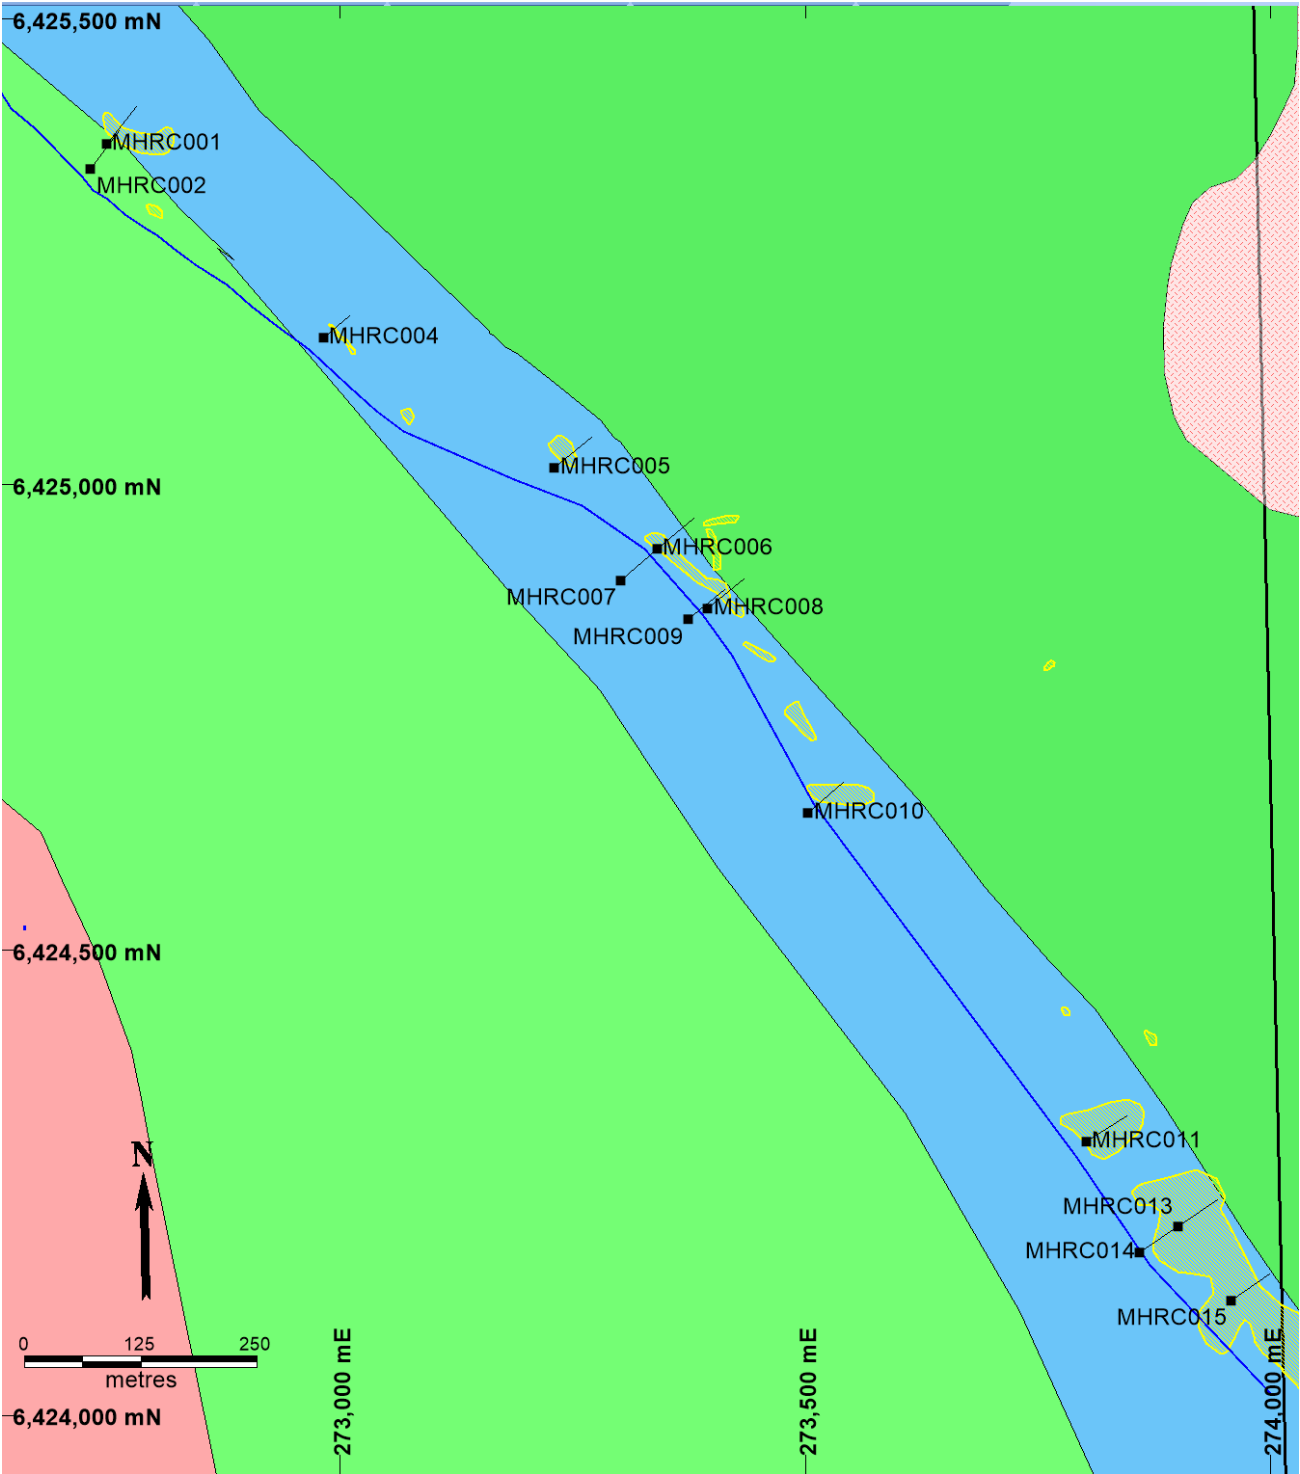 6,425,500 mN
MHRC001
MHRC002
MHRC004
MHRC005
6,425,000 mN
MHRC006
MHRC007
MHRC008
MHRC009
MHRC010
6,424,500 mN
MHRC011
N
MHRC013
MHRC014
MHRC015
0 125 250
metres
273,000 mE
273,500 mE
274,000 mE
6,424,000 mN